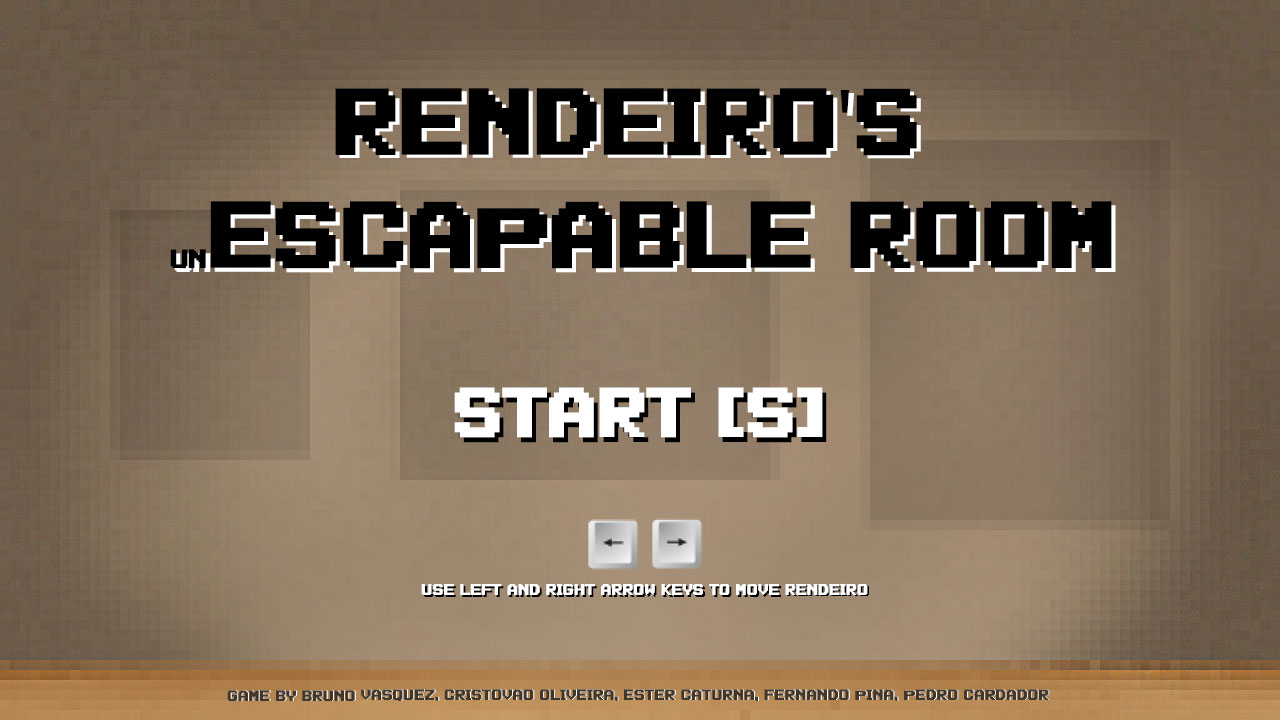 RENDEIRO'S
UNESCAPABLE ROOM
START [S]
← →
USE LEFT AND RIGHT ARROW KEYS TO MOVE RENDEIRO
GAME BY BRUNO VASQUEZ, CRISTOVAO OLIVEIRA, ESTER CATURNA, FERNANDO PINA, PEDRO CARDADOR